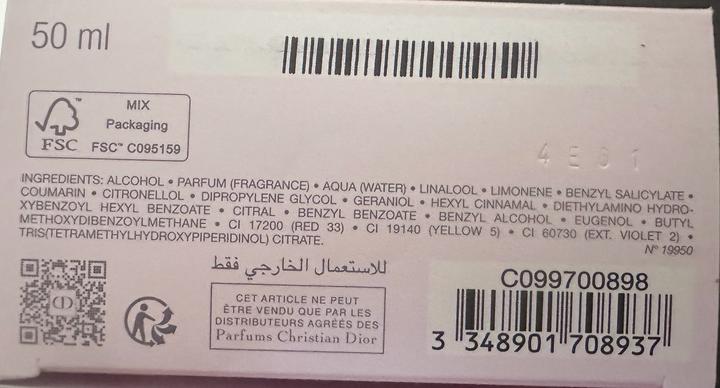 50 ml
MIX
Packaging
FSC™ C095159
FSC
4E01
INGREDIENTS: ALCOHOL • PARFUM (FRAGRANCE) • AQUA (WATER) • LINALOOL • LIMONENE • BENZYL SALICYLATE •
COUMARIN • CITRONELLOL • DIPROPYLENE GLYCOL • GERANIOL • HEXYL CINNAMAL • DIETHYLAMINO HYDRO-
XYBENZOYL HEXYL BENZOATE • CITRAL • BENZYL BENZOATE • BENZYL ALCOHOL • EUGENOL • BUTYL
METHOXYDIBENZOYLMETHANE • CI 17200 (RED 33) • CI 19140 (YELLOW 5) • CI 60730 (EXT. VIOLET 2) •
TRIS(TETRAMETHYLHYDROXYPIPERIDINOL) CITRATE.
N° 19950
للاستعمال الخارجي فقط
CET ARTICLE NE PEUT
ÊTRE VENDU QUE PAR LES
DISTRIBUTEURS AGRÉÉS DES
Parfums Christian Dior
C099700898
3 348901 708937